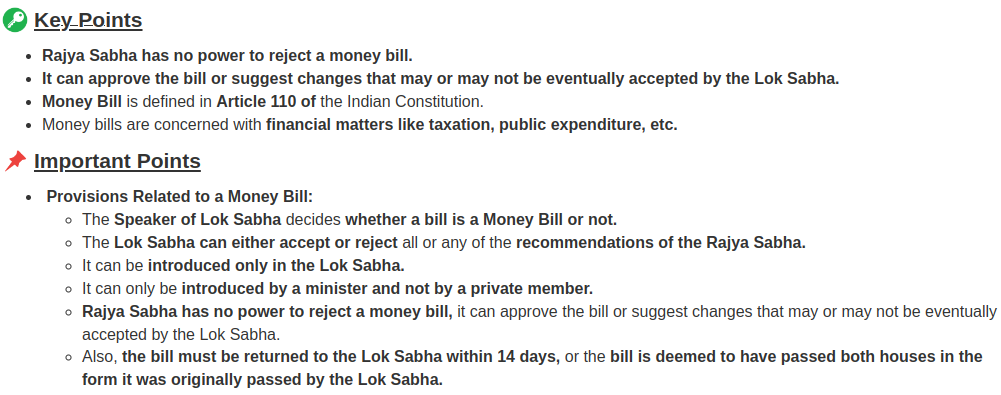 Key Points
• Rajya Sabha has no power to reject a money bill.
• It can approve the bill or suggest changes that may or may not be eventually accepted by the Lok Sabha.
• Money Bill is defined in Article 110 of the Indian Constitution.
• Money bills are concerned with financial matters like taxation, public expenditure, etc.
Important Points
• Provisions Related to a Money Bill:
○ The Speaker of Lok Sabha decides whether a bill is a Money Bill or not.
○ The Lok Sabha can either accept or reject all or any of the recommendations of the Rajya Sabha.
○ It can be introduced only in the Lok Sabha.
○ It can only be introduced by a minister and not by a private member.
○ Rajya Sabha has no power to reject a money bill, it can approve the bill or suggest changes that may or may not be eventually
accepted by the Lok Sabha.
○ Also, the bill must be returned to the Lok Sabha within 14 days, or the bill is deemed to have passed both houses in the
form it was originally passed by the Lok Sabha.